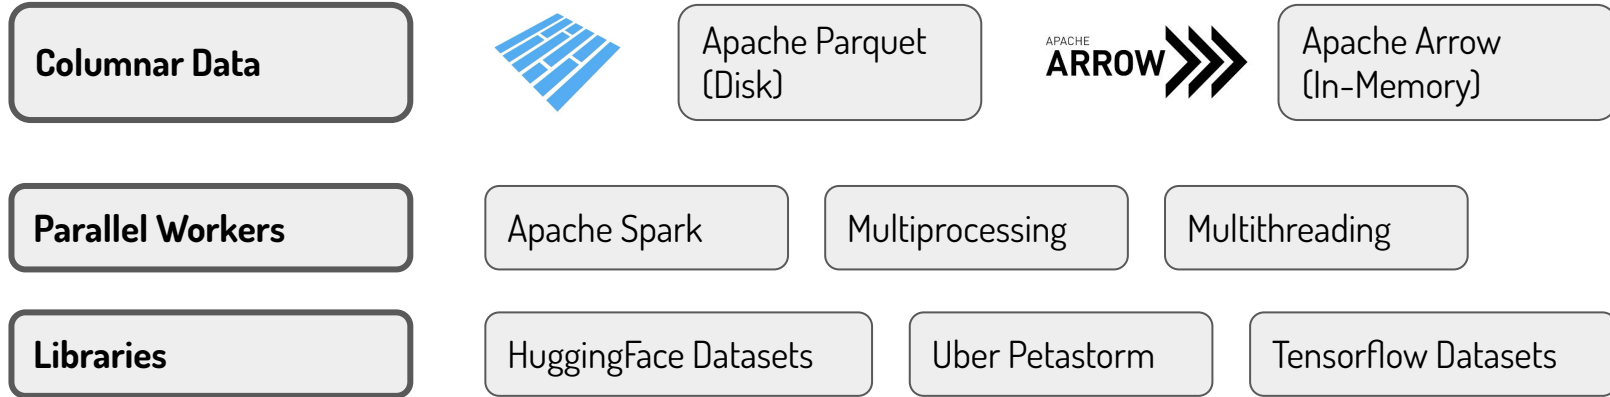 Columnar Data
Apache Parquet
(Disk)
APACHE
ARROW
Apache Arrow
(In-Memory)
Parallel Workers
Apache Spark
Multiprocessing
Multithreading
Libraries
HuggingFace Datasets
Uber Petastorm
Tensorflow Datasets